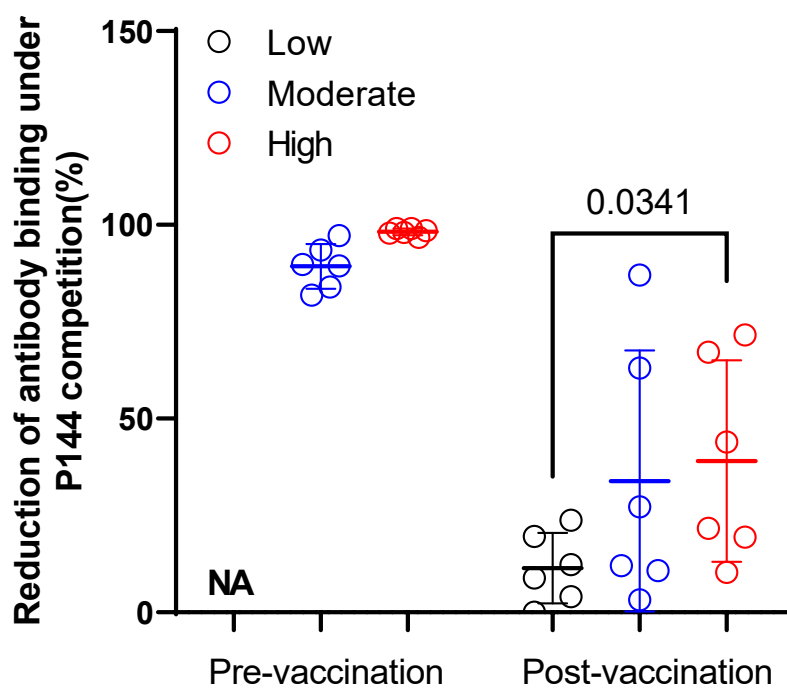 Reduction of antibody binding under
P144 competition(%)
150
100
50
0
Low
Moderate
High
0.0341
NA
Pre-vaccination
Post-vaccination